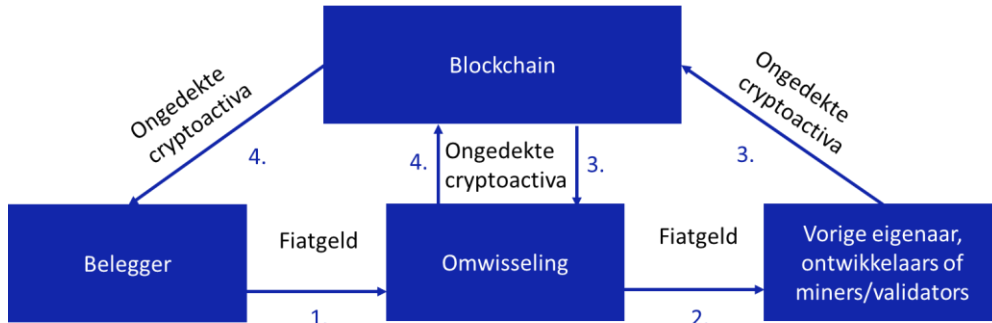 Blockchain
Ongedekte
cryptoactiva
4.
4.
Ongedekte
cryptoactiva
3.
Ongedekte
cryptoactiva
3.
Belegger
Fiatgeld
1.
Omwisseling
Fiatgeld
2.
Vorige eigenaar,
ontwikkelaars of
miners/validators